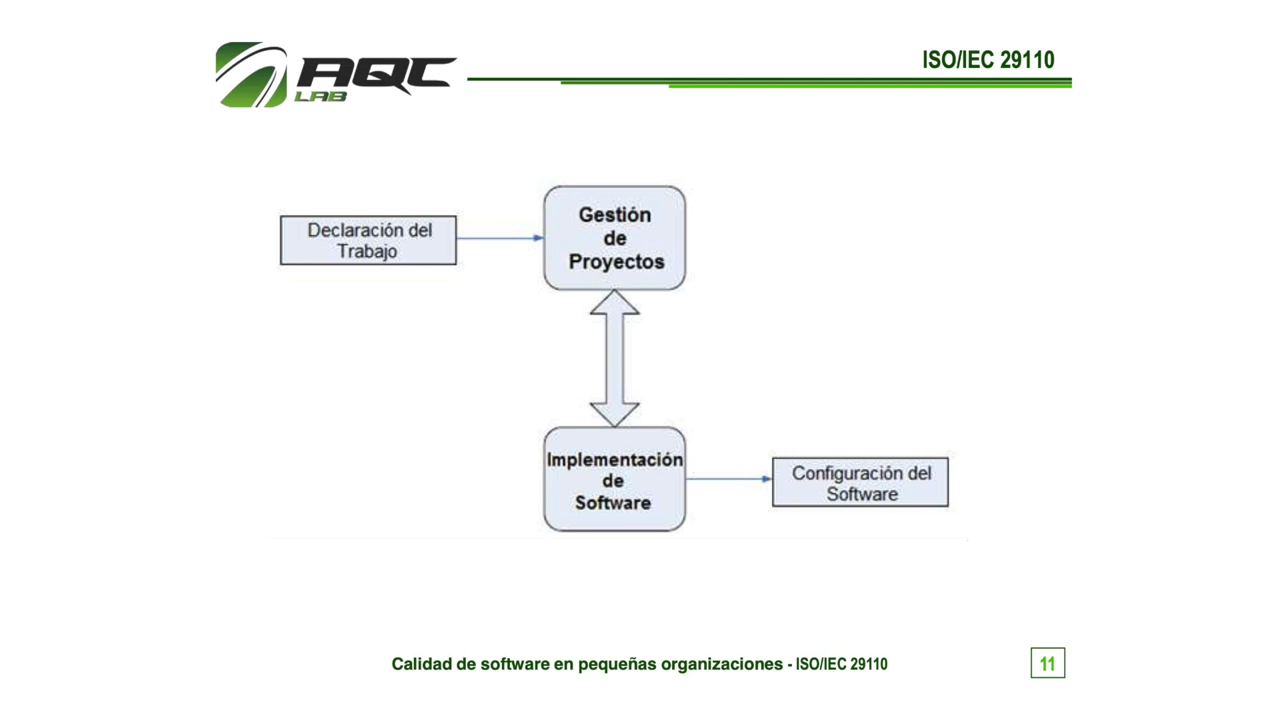 AQC
LAB
ISO/IEC 29110
Gestión
de
Proyectos
Declaración del
Trabajo
Implementación
de
Software
Configuración del
Software
Calidad de software en pequeñas organizaciones - ISO/IEC 29110
11